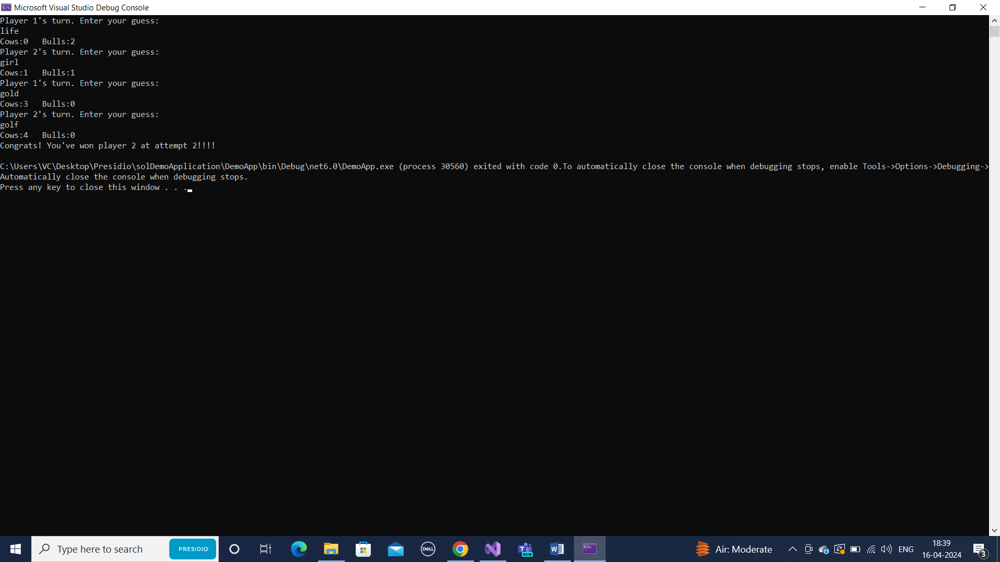 Microsoft Visual Studio Debug Console
Player 1's turn. Enter your guess:
life
Cows:0   Bulls:2
Player 2's turn. Enter your guess:
girl
Cows:1   Bulls:1
Player 1's turn. Enter your guess:
gold
Cows:3   Bulls:0
Player 2's turn. Enter your guess:
golf
Cows:4   Bulls:0
Congrats! You've won player 2 at attempt 2!!!!
C:\Users\VC\Desktop\Presidio\solDemoApplication\DemoApp\bin\Debug\net6.0\DemoApp.exe (process 30560) exited with code 0.To automatically close the console when debugging stops, enable Tools->Options->Debugging->
Automatically close the console when debugging stops.
Press any key to close this window . . .
Type here to search
PRESIDIO
DELL
NEW
Air: Moderate
ENG
18:39
16-04-2024
3